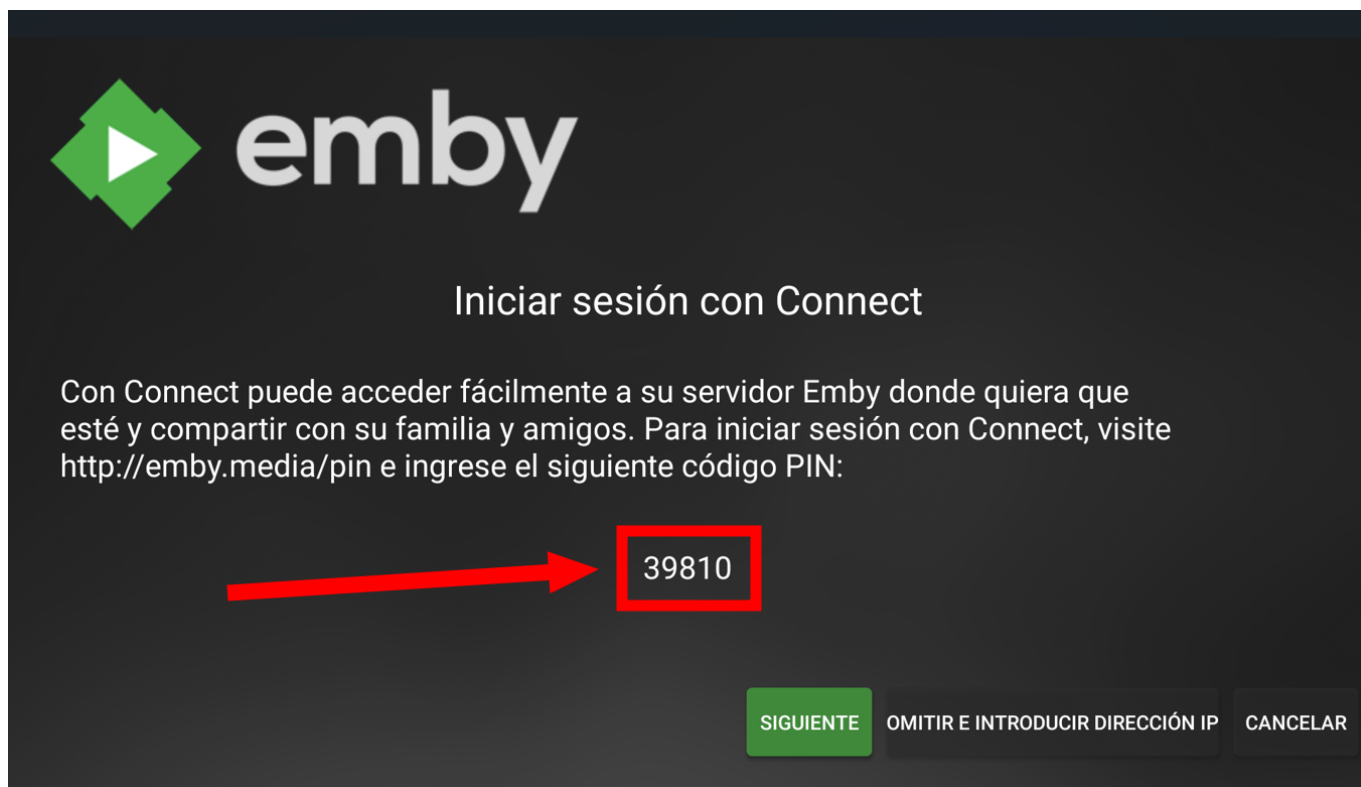 emby
Iniciar sesión con Connect
Con Connect puede acceder fácilmente a su servidor Emby donde quiera que
esté y compartir con su familia y amigos. Para iniciar sesión con Connect, visite
http://emby.media/pin e ingrese el siguiente código PIN:
39810
SIGUIENTE OMITIR E INTRODUCIR DIRECCIÓN IP CANCELAR